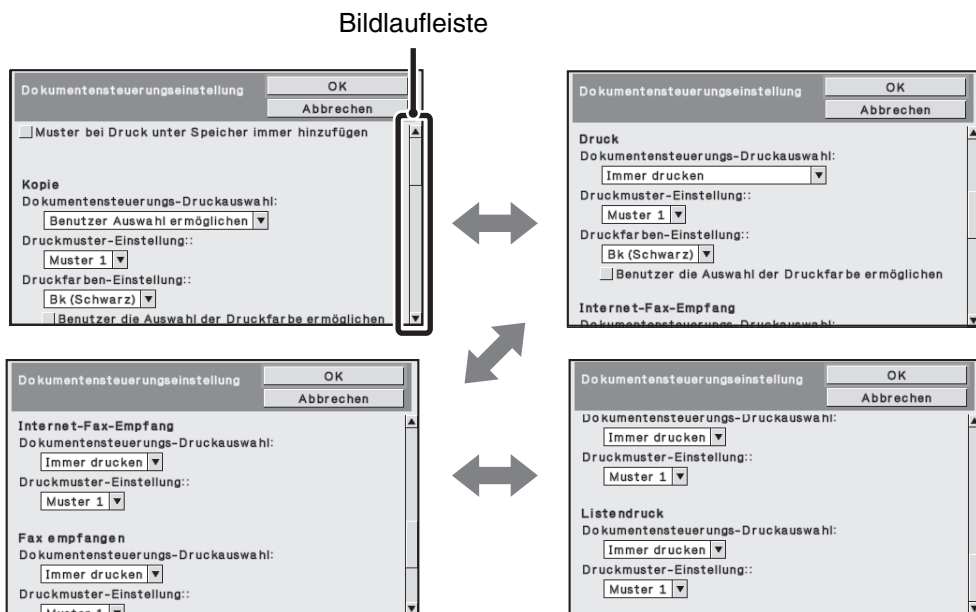 Bildlaufleiste
Dokumentensteuerungseinstellung
OK
Abbrechen
Muster bei Druck unter Speicher immer hinzufügen
Kopie
Dokumentensteuerungs-Druckauswahl:
Benutzer Auswahl ermöglichen
Druckmuster-Einstellung::
Muster 1
Druckfarben-Einstellung::
Bk (Schwarz)
Benutzer die Auswahl der Druckfarbe ermöglichen
Dokumentensteuerungseinstellung
OK
Abbrechen
Druck
Dokumentensteuerungs-Druckauswahl:
Immer drucken
Druckmuster-Einstellung::
Muster 1
Druckfarben-Einstellung::
Bk (Schwarz)
Benutzer die Auswahl der Druckfarbe ermöglichen
Internet-Fax-Empfang
Dokumentensteuerungs-Druckauswahl:
Dokumentensteuerungseinstellung
OK
Abbrechen
Internet-Fax-Empfang
Dokumentensteuerungs-Druckauswahl:
Immer drucken
Druckmuster-Einstellung::
Muster 1
Fax empfangen
Dokumentensteuerungs-Druckauswahl:
Immer drucken
Druckmuster-Einstellung::
Muster 1
Dokumentensteuerungseinstellung
OK
Abbrechen
Dokumentensteuerungs-Druckauswahl:
Immer drucken
Druckmuster-Einstellung::
Muster 1
Listendruck
Dokumentensteuerungs-Druckauswahl:
Immer drucken
Druckmuster-Einstellung::
Muster 1